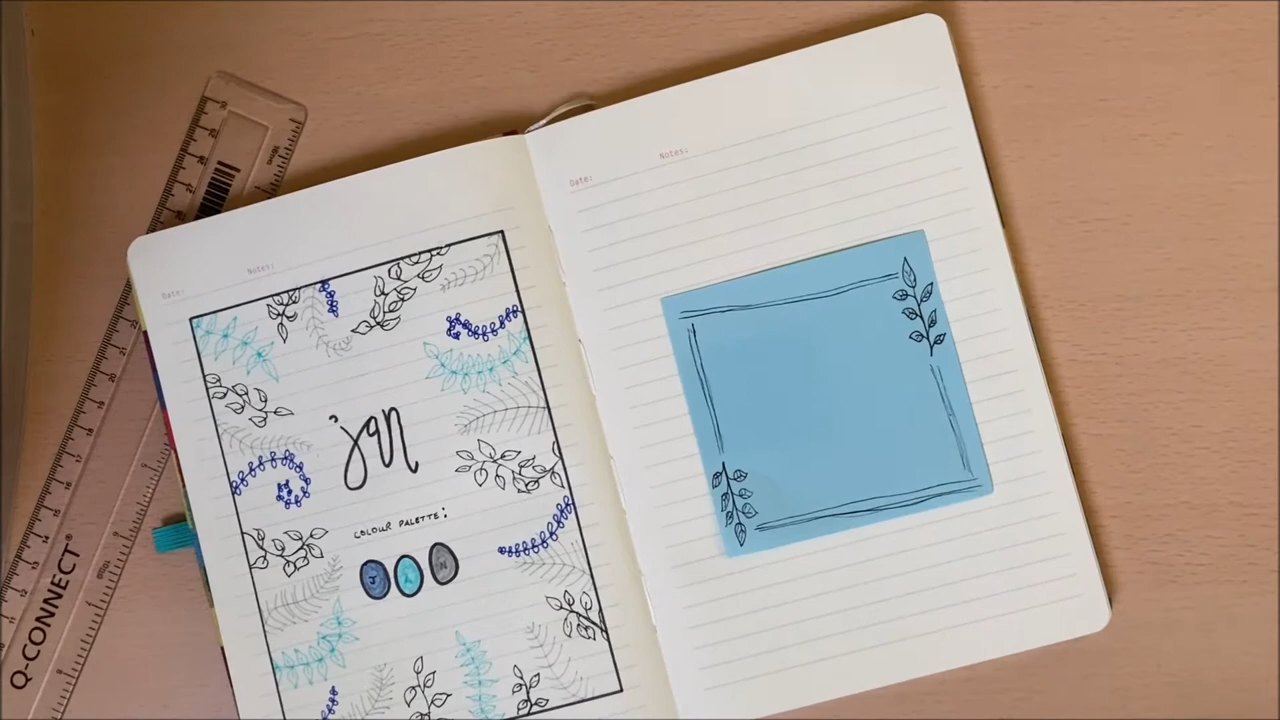 Date:
Notes:
jan
COLOUR PALETTE:
J A N
Date:
Notes:
Q-CONNECT®